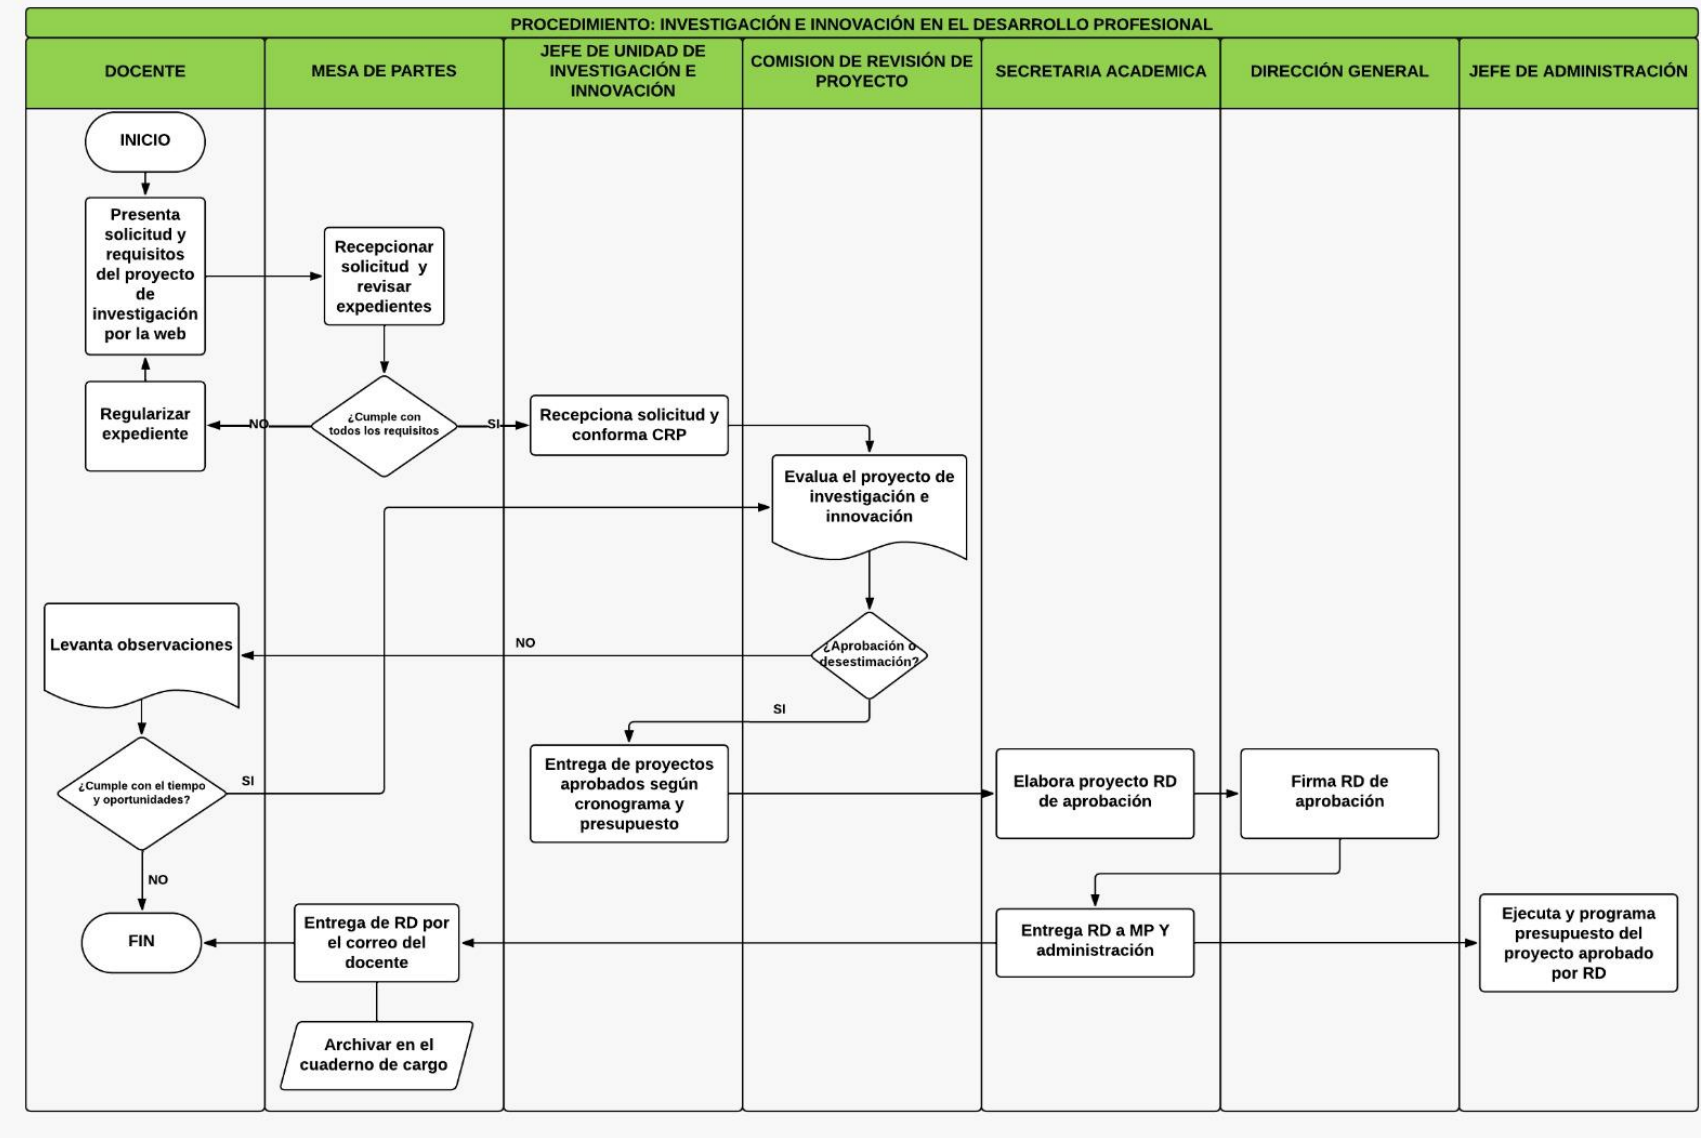 PROCEDIMIENTO: INVESTIGACIÓN E INNOVACIÓN EN EL DESARROLLO PROFESIONAL
DOCENTE
MESA DE PARTES
JEFE DE UNIDAD DE
INVESTIGACIÓN E
INNOVACIÓN
COMISION DE REVISIÓN DE
PROYECTO
SECRETARIA ACADEMICA
DIRECCIÓN GENERAL
JEFE DE ADMINISTRACIÓN
INICIO
Presenta
solicitud y
requisitos
del proyecto
de
investigación
por la web
Recepcionar
solicitud y
revisar
expedientes
Regularizar
expediente
NO
¿Cumple con
todos los requisitos
SI
Recepciona solicitud y
conforma CRP
Evalua el proyecto de
investigación e
innovación
Levanta observaciones
NO
¿Aprobación o
desestimación?
SI
¿Cumple con el tiempo
y oportunidades?
SI
Entrega de proyectos
aprobados según
cronograma y
presupuesto
Elabora proyecto RD
de aprobación
Firma RD de
aprobación
NO
FIN
Entrega de RD por
el correo del
docente
Entrega RD a MP Y
administración
Ejecuta y programa
presupuesto del
proyecto aprobado
por RD
Archivar en el
cuaderno de cargo